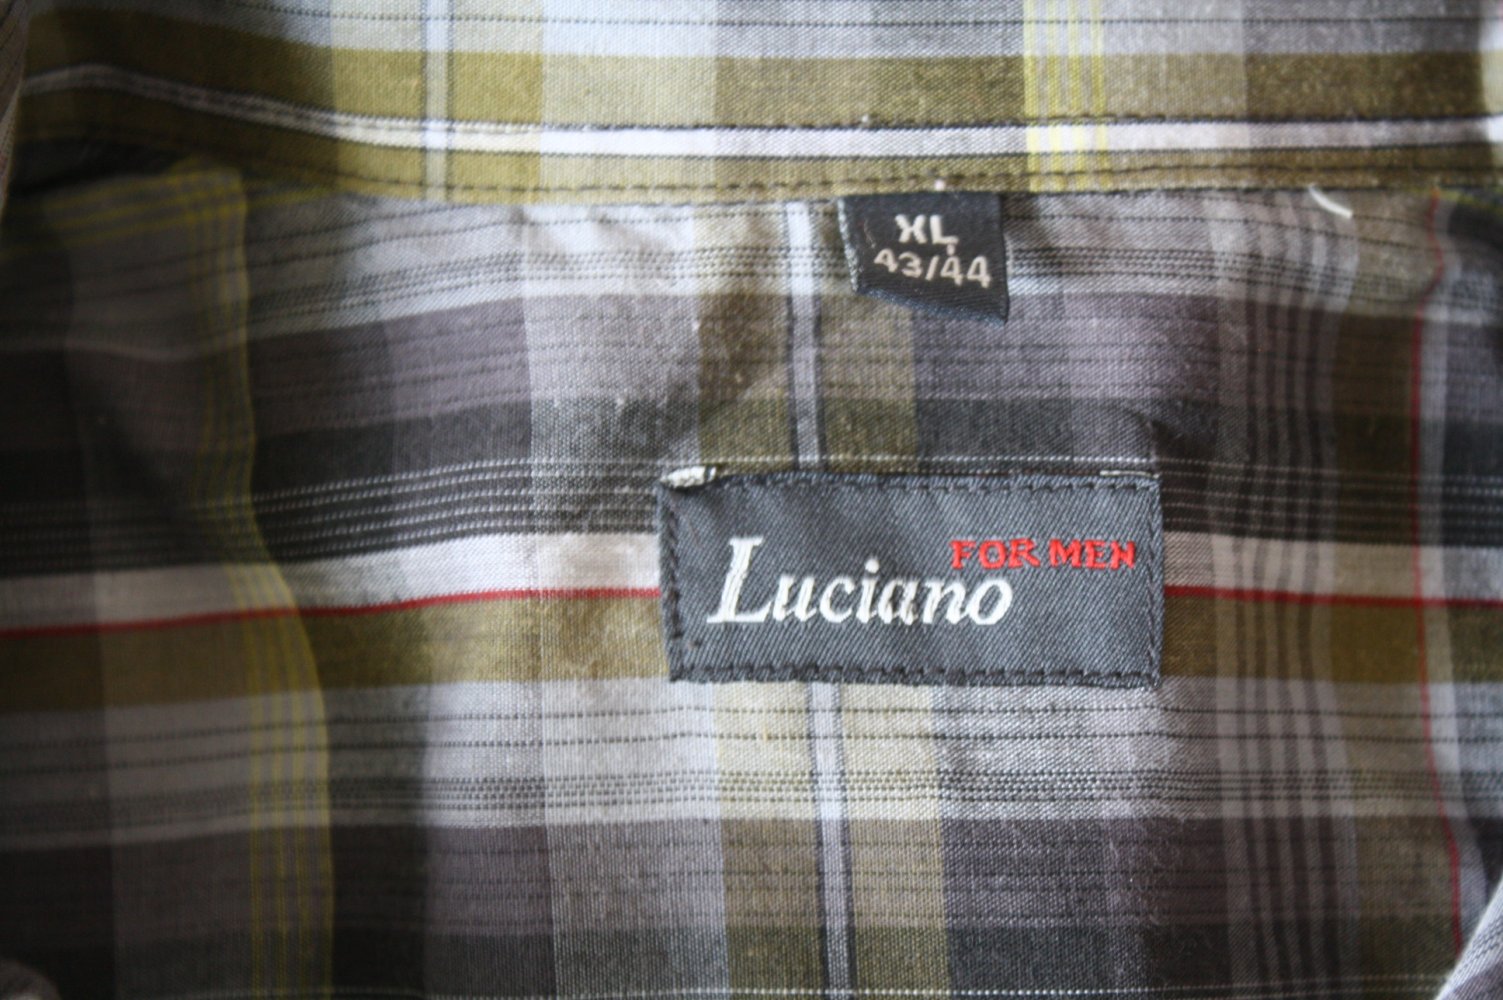 XL
43/44
FOR MEN
Luciano